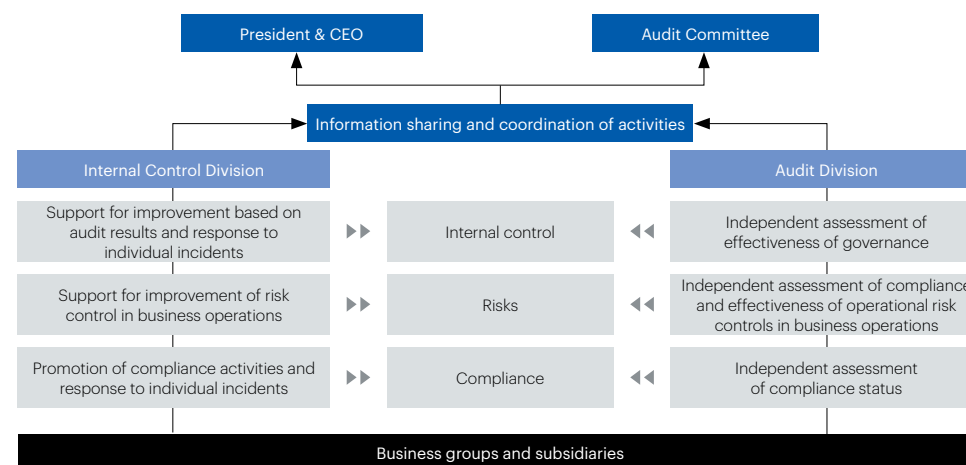 President & CEO
Audit Committee
Information sharing and coordination of activities
Internal Control Division
Audit Division
Support for improvement based on
audit results and response to
individual incidents
Internal control
Independent assessment of
effectiveness of governance
Support for improvement of risk
control in business operations
Risks
Independent assessment of compliance
and effectiveness of operational risk
controls in business operations
Promotion of compliance activities and
response to individual incidents
Compliance
Independent assessment
of compliance status
Business groups and subsidiaries